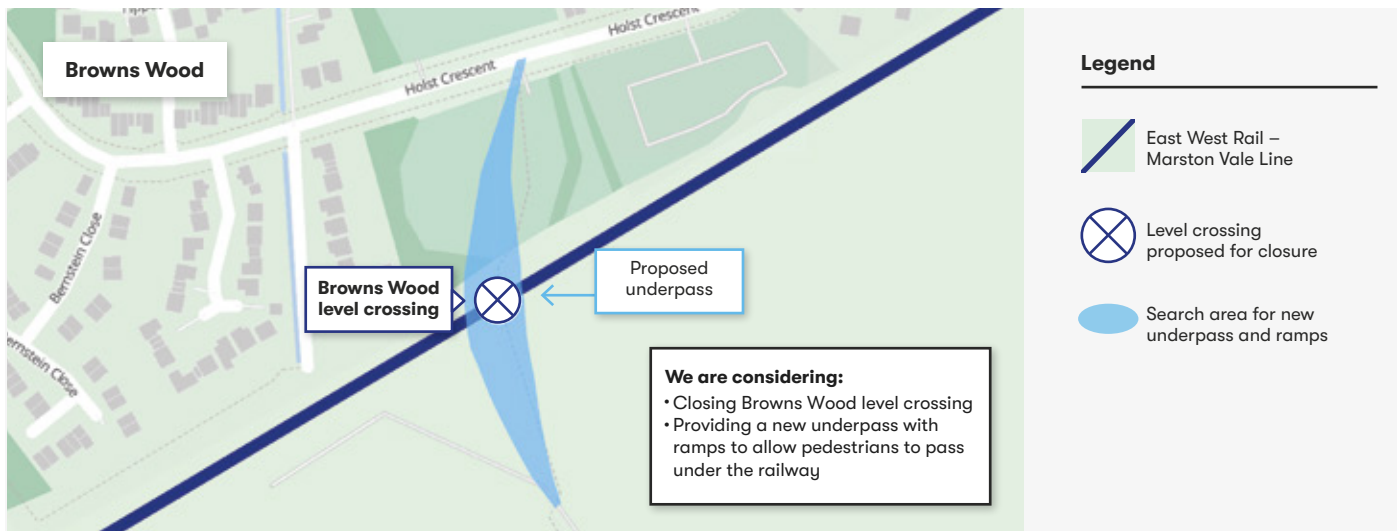 Browns Wood
Holst Crescent
Holst Crescent
Bernstein Close
Bernstein Close
Browns Wood
level crossing
Proposed
underpass
We are considering:
• Closing Browns Wood level crossing
• Providing a new underpass with
ramps to allow pedestrians to pass
under the railway
Legend
East West Rail –
Marston Vale Line
Level crossing
proposed for closure
Search area for new
underpass and ramps